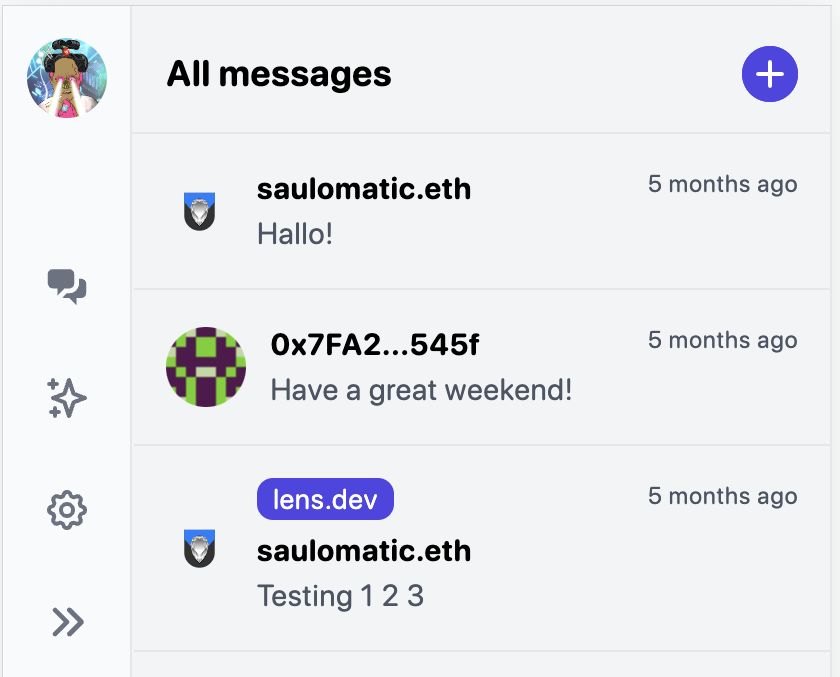 All messages
saulomatic.eth
5 months ago
Hallo!
0x7FA2...545f
5 months ago
Have a great weekend!
lens.dev
5 months ago
saulomatic.eth
Testing 1 2 3